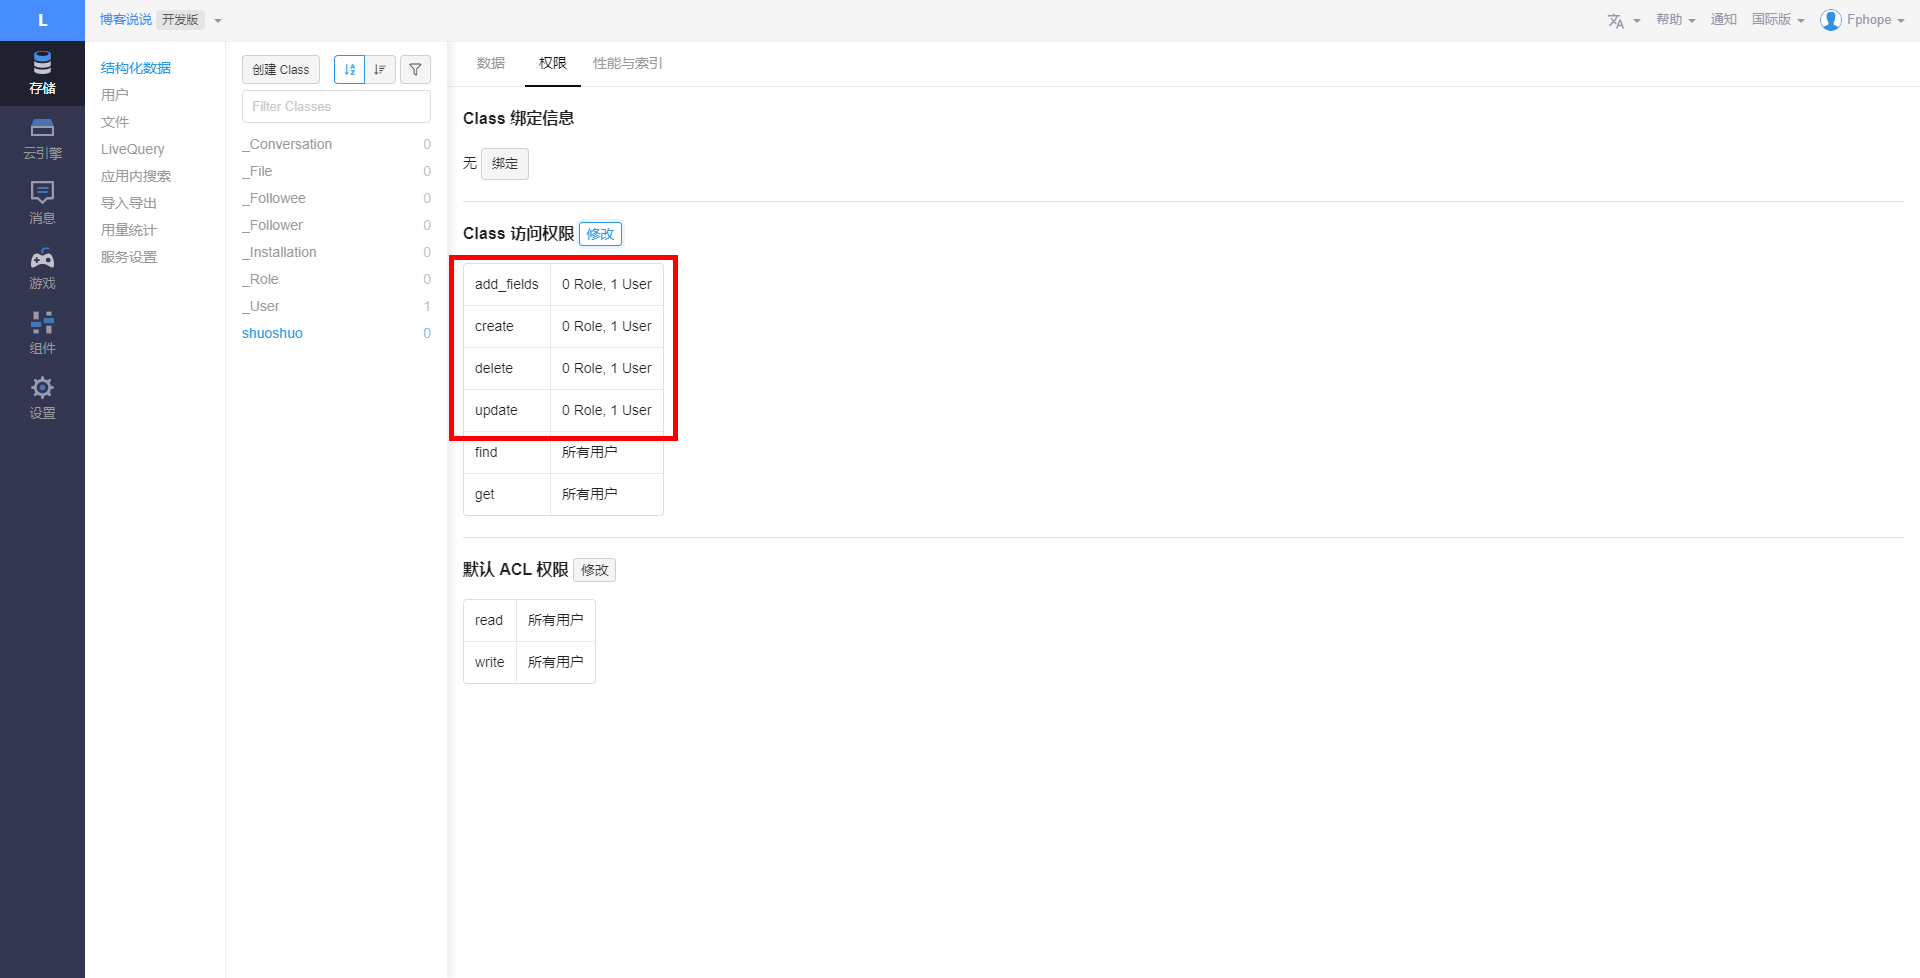 L
博客说说 开发版
帮助 通知 国际版 Fphope
存储
云引擎
消息
游戏
组件
设置
结构化数据
用户
文件
LiveQuery
应用内搜索
导入导出
用量统计
服务设置
创建 Class
Filter Classes
_Conversation 0
_File 0
_Followee 0
_Follower 0
_Installation 0
_Role 0
_User 1
shuoshuo 0
数据 权限 性能与索引
Class 绑定信息
无 绑定
Class 访问权限 修改
add_fields 0 Role, 1 User
create 0 Role, 1 User
delete 0 Role, 1 User
update 0 Role, 1 User
find 所有用户
get 所有用户
默认 ACL 权限 修改
read 所有用户
write 所有用户